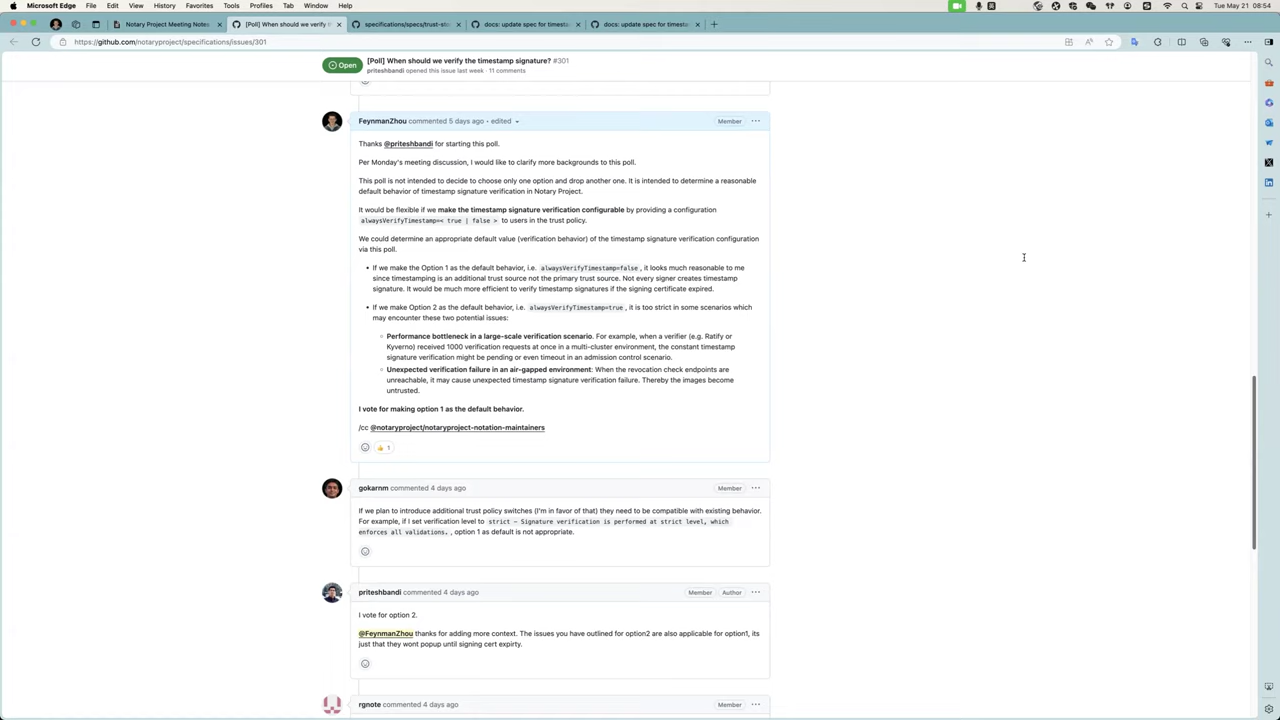 Microsoft Edge File Edit View History Favorites Tools Profiles Tab Window Help Tue May 21 08:54
Notary Project Meeting Notes
[Poll] When should we verify th
specifications/specs/trust-sto
docs: update spec for timesta
docs: update spec for timesta
https://github.com/notaryproject/specifications/issues/301
Open
[Poll] When should we verify the timestamp signature? #301
priteshbandi opened this issue last week · 11 comments
FeynmanZhou commented 5 days ago · edited
Member
Thanks @priteshbandi for starting this poll.
Per Monday's meeting discussion, I would like to clarify more backgrounds to this poll.
This poll is not intended to decide to choose only one option and drop another one. It is intended to determine a reasonable
default behavior of timestamp signature verification in Notary Project.
It would be flexible if we make the timestamp signature verification configurable by providing a configuration
alwaysVerifyTimestamp=< true | false > to users in the trust policy.
We could determine an appropriate default value (verification behavior) of the timestamp signature verification configuration
via this poll.
• If we make the Option 1 as the default behavior, i.e. alwaysVerifyTimestamp=false, it looks much reasonable to me
since timestamping is an additional trust source not the primary trust source. Not every signer creates timestamp
signature. It would be much more efficient to verify timestamp signatures if the signing certificate expired.
• If we make Option 2 as the default behavior, i.e. alwaysVerifyTimestamp=true, it is too strict in some scenarios which
may encounter these two potential issues:
○ Performance bottleneck in a large-scale verification scenario. For example, when a verifier (e.g. Ratify or
Kyverno) received 1000 verification requests at once in a multi-cluster environment, the constant timestamp
signature verification might be pending or even timeout in an admission control scenario.
○ Unexpected verification failure in an air-gapped environment: When the revocation check endpoints are
unreachable, it may cause unexpected timestamp signature verification failure. Thereby the images become
untrusted.
I vote for making option 1 as the default behavior.
/cc @notaryproject/notaryproject-notation-maintainers
👍 1
gokarnm commented 4 days ago
Member
If we plan to introduce additional trust policy switches (I'm in favor of that) they need to be compatible with existing behavior.
For example, if I set verification level to strict – Signature verification is performed at strict level, which
enforces all validations. , option 1 as default is not appropriate.
priteshbandi commented 4 days ago
Member Author
I vote for option 2.
@FeynmanZhou thanks for adding more context. The issues you have outlined for option2 are also applicable for option1, its
just that they wont popup until signing cert expirty.
rgnote commented 4 days ago
Member